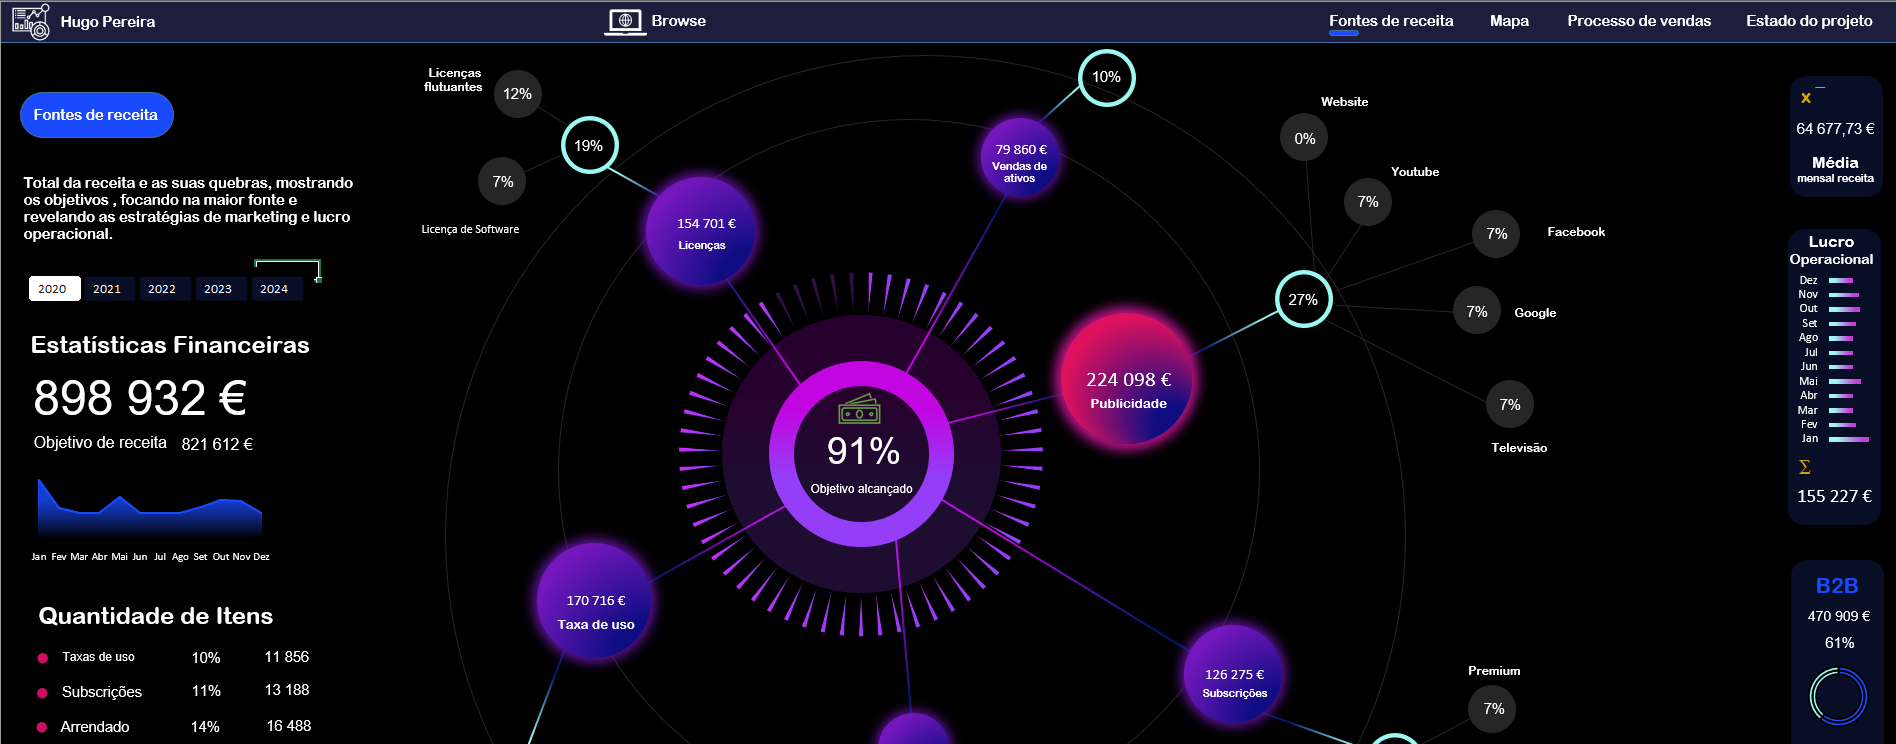 Hugo Pereira
Browse
Fontes de receita
Mapa
Processo de vendas
Estado do projeto
Fontes de receita
Total da receita e as suas quebras, mostrando
os objetivos , focando na maior fonte e
revelando as estratégias de marketing e lucro
operacional.
2020
2021
2022
2023
2024
Estatísticas Financeiras
898 932 €
Objetivo de receita 821 612 €
Jan Fev Mar Abr Mai Jun Jul Ago Set Out Nov Dez
Quantidade de Itens
Taxas de uso 10% 11 856
Subscrições 11% 13 188
Arrendado 14% 16 488
Licenças
flutuantes
12%
19%
7%
Licença de Software
154 701 €
Licenças
10%
79 860 €
Vendas de
ativos
Website
0%
Youtube
7%
7%
Facebook
27%
7%
Google
7%
Televisão
224 098 €
Publicidade
91%
Objetivo alcançado
170 716 €
Taxa de uso
126 275 €
Subscrições
Premium
7%
x
64 677,73 €
Média
mensal receita
Lucro
Operacional
Dez
Nov
Out
Set
Ago
Jul
Jun
Mai
Abr
Mar
Fev
Jan
Σ
155 227 €
B2B
470 909 €
61%